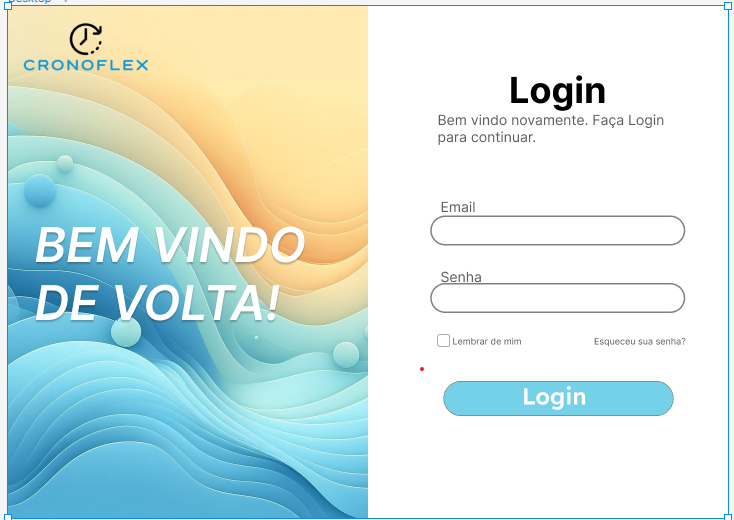 CRONOFLEX
BEM VINDO
DE VOLTA!
Login
Bem vindo novamente. Faça Login
para continuar.
Email
Senha
Lembrar de mim
Esqueceu sua senha?
Login